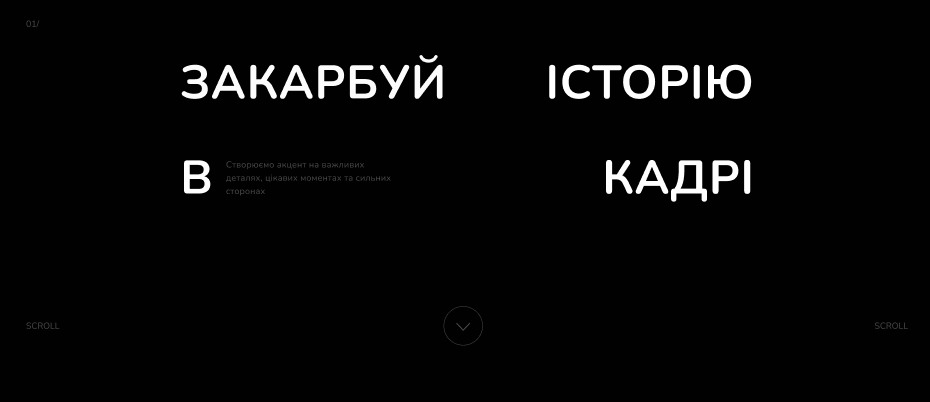 01/
ЗАКАРБУЙ ІСТОРІЮ
В КАДРІ
Створюємо акцент на важливих
деталях, цікавих моментах та сильних
сторонах
SCROLL SCROLL